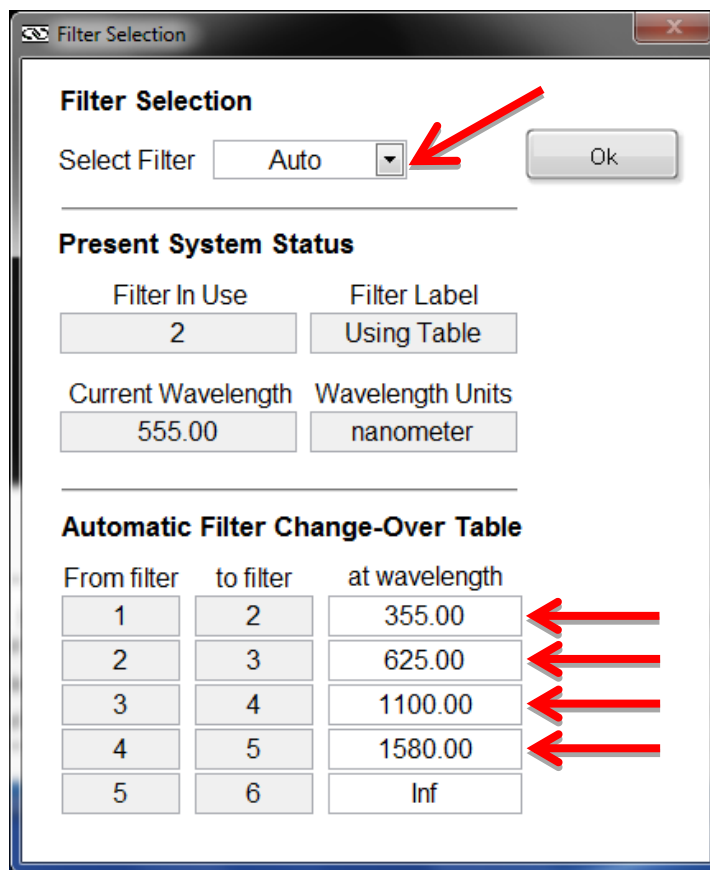 Filter Selection
Filter Selection
Select Filter Auto Ok
Present System Status
Filter In Use Filter Label
2 Using Table
Current Wavelength Wavelength Units
555.00 nanometer
Automatic Filter Change-Over Table
From filter to filter at wavelength
1 2 355.00
2 3 625.00
3 4 1100.00
4 5 1580.00
5 6 Inf